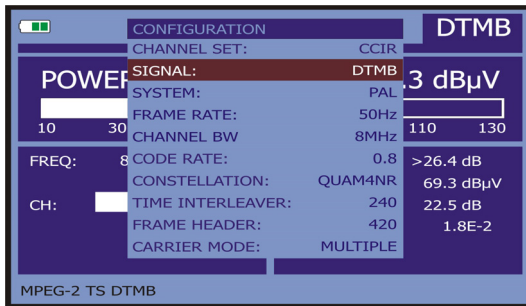 CONFIGURATION
DTMB
CHANNEL SET: CCIR
SIGNAL: DTMB
POWER .3 dBµV
SYSTEM: PAL
FRAME RATE: 50Hz
10 30 110 130
CHANNEL BW 8MHz
FREQ: 8 CODE RATE: 0.8 >26.4 dB
CONSTELLATION: QUAM4NR 69.3 dBµV
CH: TIME INTERLEAVER: 240 22.5 dB
FRAME HEADER: 420 1.8E-2
CARRIER MODE: MULTIPLE
MPEG-2 TS DTMB